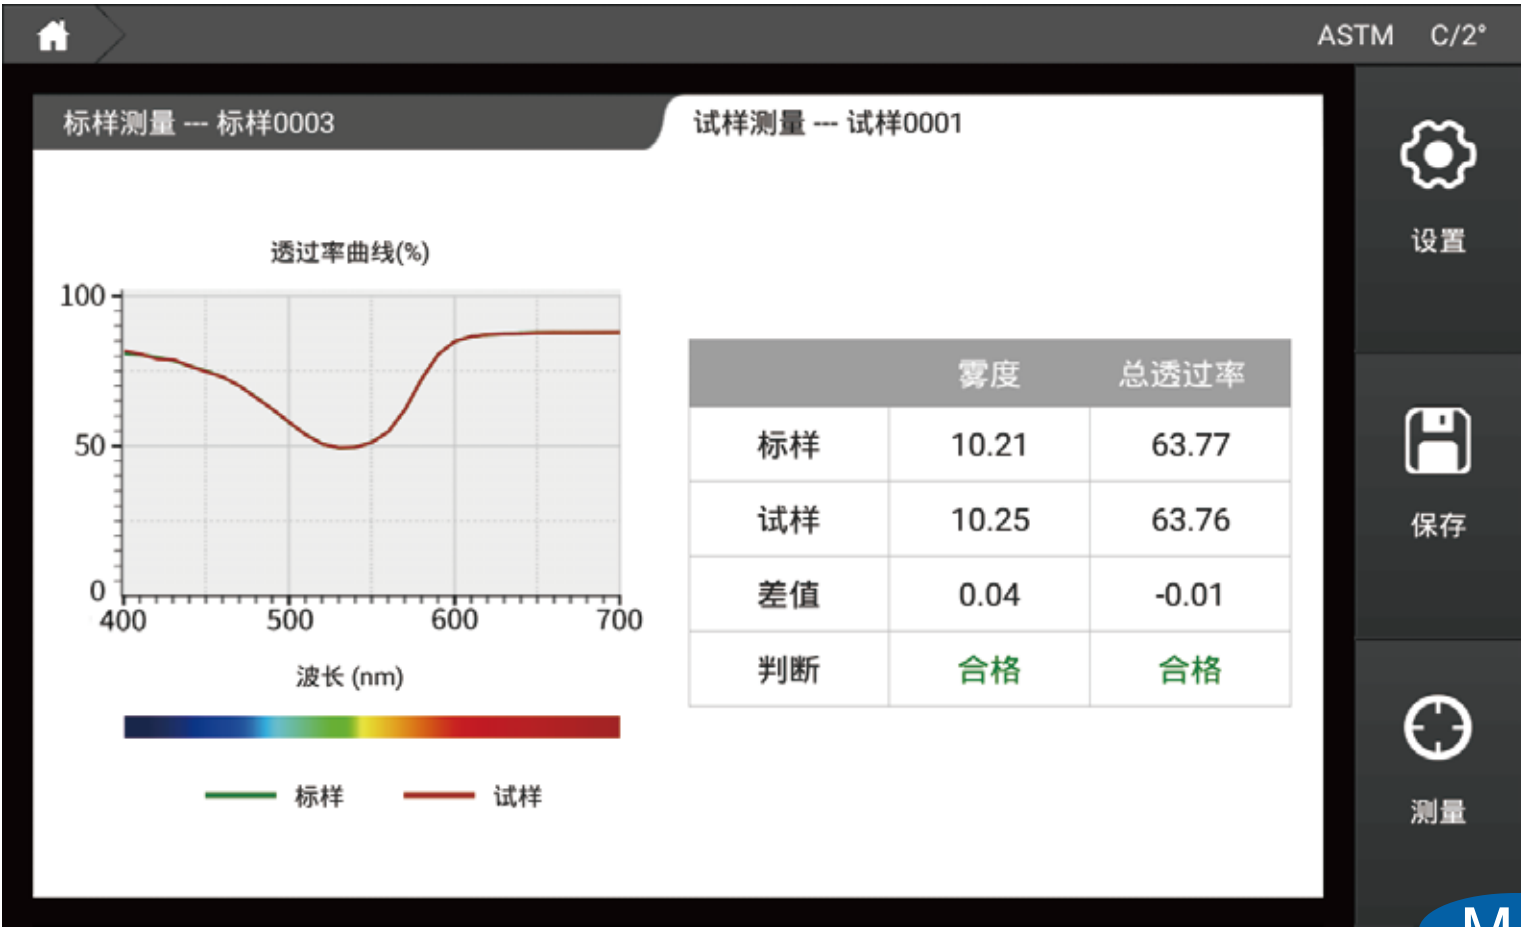 ASTM C/2°
标样测量 --- 标样0003
试样测量 --- 试样0001
设置
透过率曲线(%)
100
50
0
400 500 600 700
波长 (nm)
标样 试样
雾度 总透过率
标样 10.21 63.77
试样 10.25 63.76
差值 0.04 -0.01
判断 合格 合格
保存
测量
M